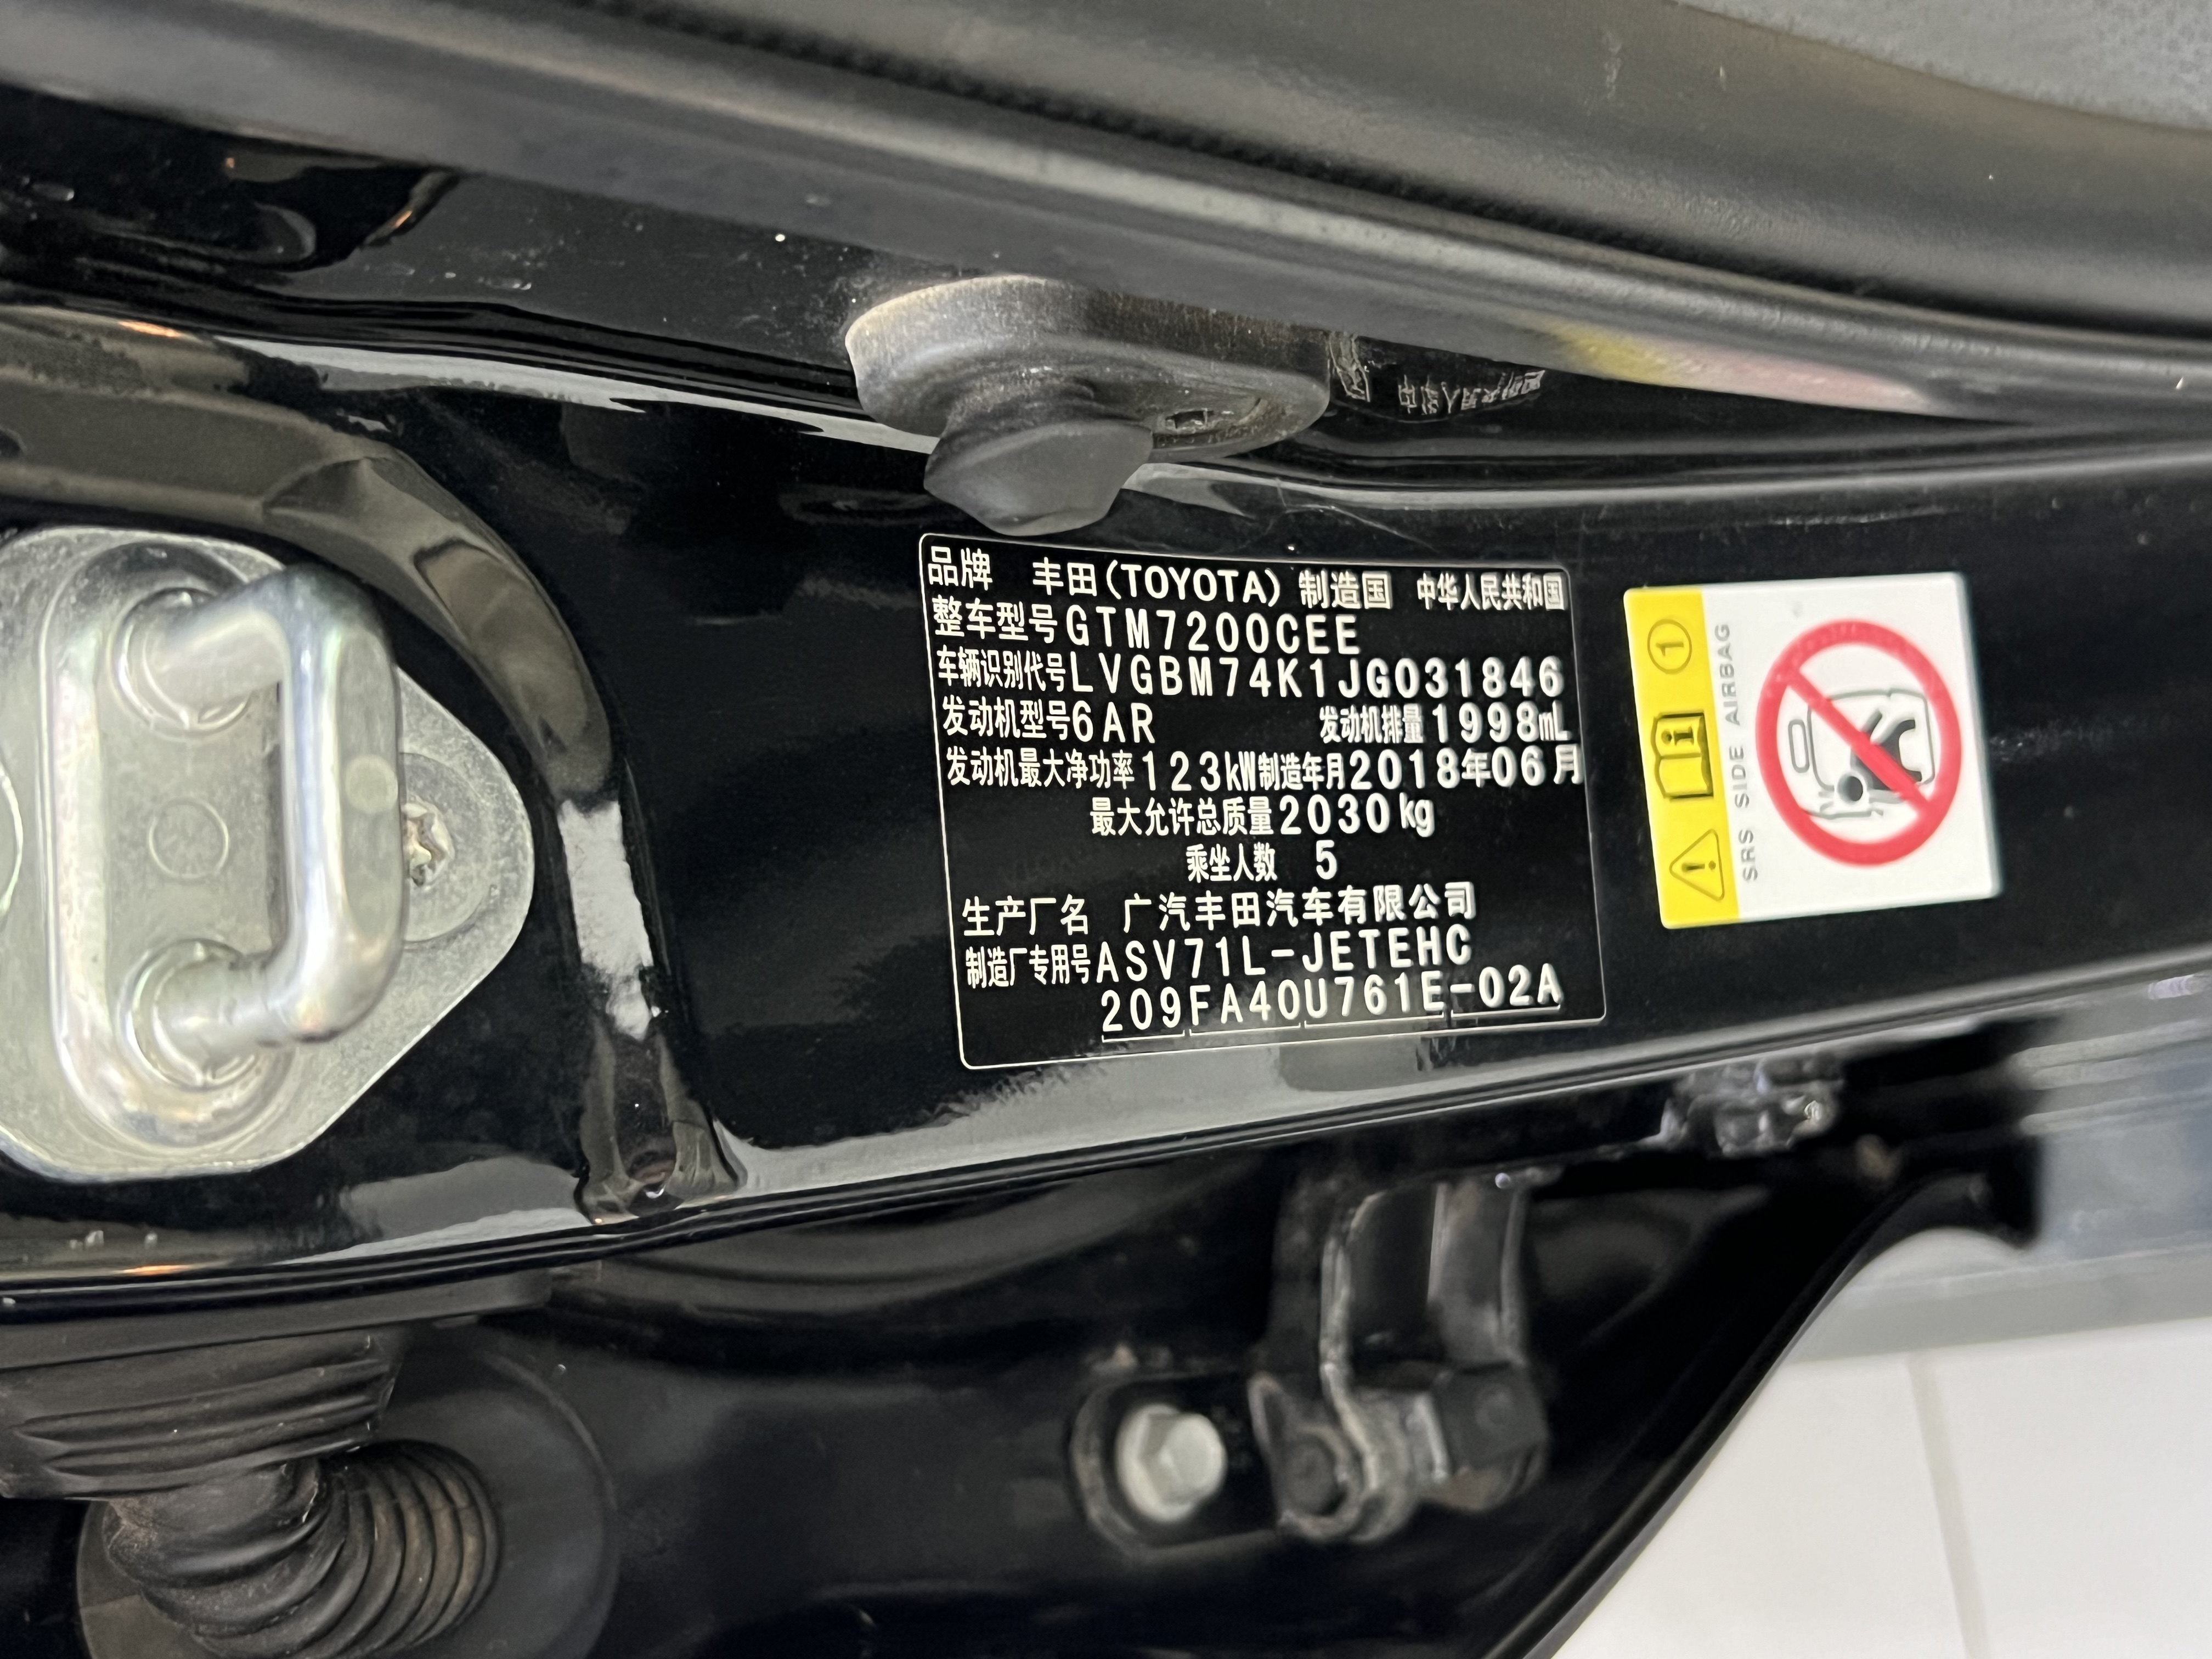 品牌 丰田(TOYOTA) 制造国 中华人民共和国
整车型号GTM7200CEE
车辆识别代号LVGBM74K1JG031846
发动机型号6AR 发动机排量1998mL
发动机最大净功率123kW制造年月2018年06月
最大允许总质量2030kg
乘坐人数 5
生产厂名 广汽丰田汽车有限公司
制造厂专用号ASV71L-JETEHC
209FA40U761E-02A
SRS SIDE AIRBAG